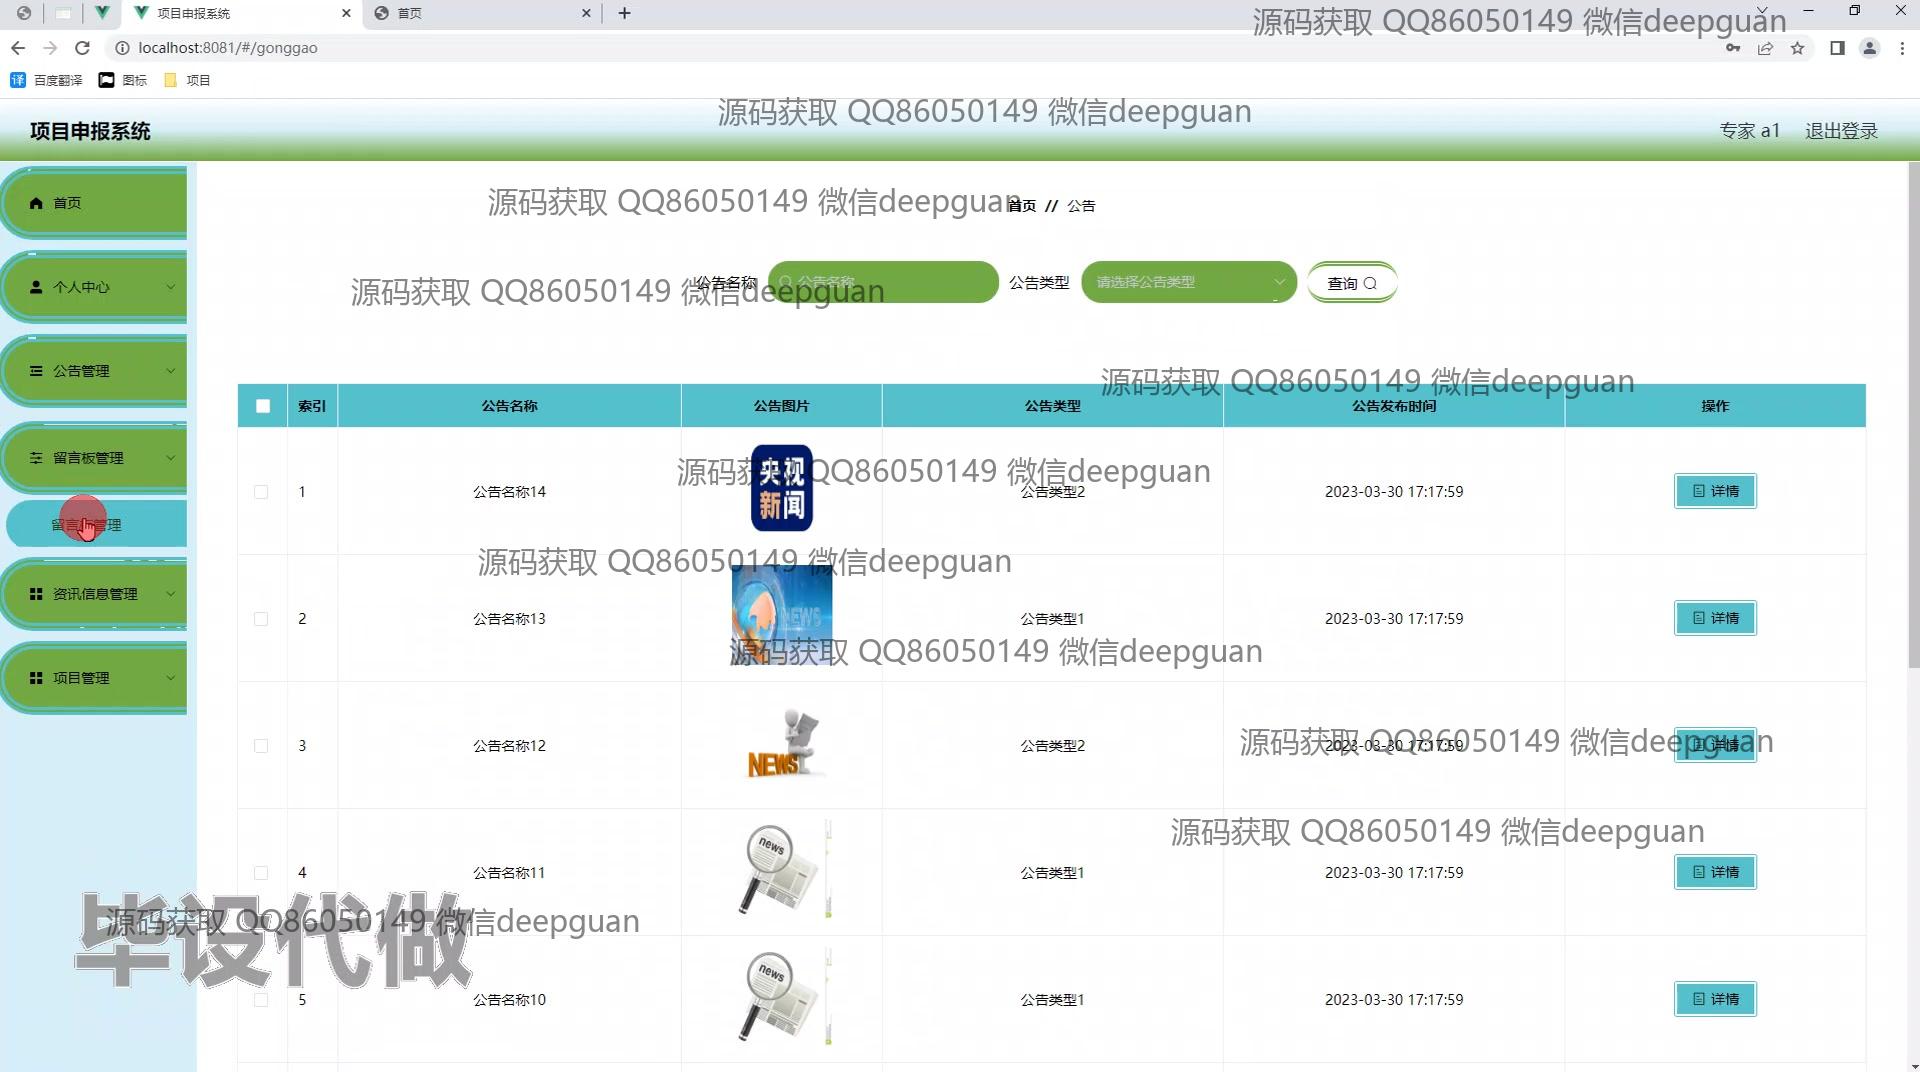 项目申报系统
首页
源码获取 QQ86050149 微信deepguan
localhost:8081/#/gonggao
百度翻译 图标 项目
源码获取 QQ86050149 微信deepguan
项目申报系统
专家 a1 退出登录
源码获取 QQ86050149 微信deepguan
首页 // 公告
首页
个人中心
公告管理
留言板管理
留言板管理
资讯信息管理
项目管理
公告名称 公告名称 公告类型 请选择公告类型 查询
源码获取 QQ86050149 微信deepguan
源码获取 QQ86050149 微信deepguan
索引 公告名称 公告图片 公告类型 公告发布时间 操作
源码获取 QQ86050149 微信deepguan
1 公告名称14 央视新闻 公告类型2 2023-03-30 17:17:59 详情
源码获取 QQ86050149 微信deepguan
2 公告名称13 NEWS 公告类型1 2023-03-30 17:17:59 详情
源码获取 QQ86050149 微信deepguan
3 公告名称12 NEWS 公告类型2 2023-03-30 17:17:59 详情
源码获取 QQ86050149 微信deepguan
源码获取 QQ86050149 微信deepguan
4 公告名称11 news 公告类型1 2023-03-30 17:17:59 详情
源码获取 QQ86050149 微信deepguan
毕设代做
5 公告名称10 news 公告类型1 2023-03-30 17:17:59 详情